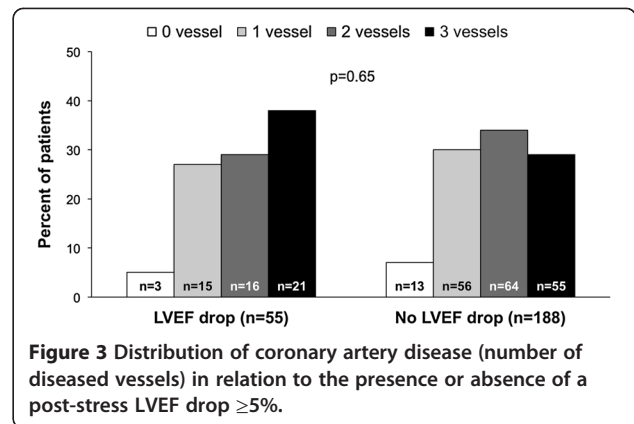 0 vessel 1 vessel 2 vessels 3 vessels
50
40
30
20
10
0
Percent of patients
p=0.65
n=3 n=15 n=16 n=21 n=13 n=56 n=64 n=55
LVEF drop (n=55) No LVEF drop (n=188)
Figure 3 Distribution of coronary artery disease (number of
diseased vessels) in relation to the presence or absence of a
post-stress LVEF drop ≥5%.